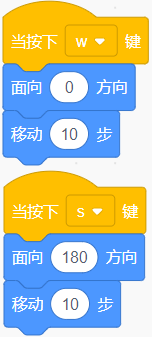 当按下 w 键
面向 0 方向
移动 10 步
当按下 s 键
面向 180 方向
移动 10 步